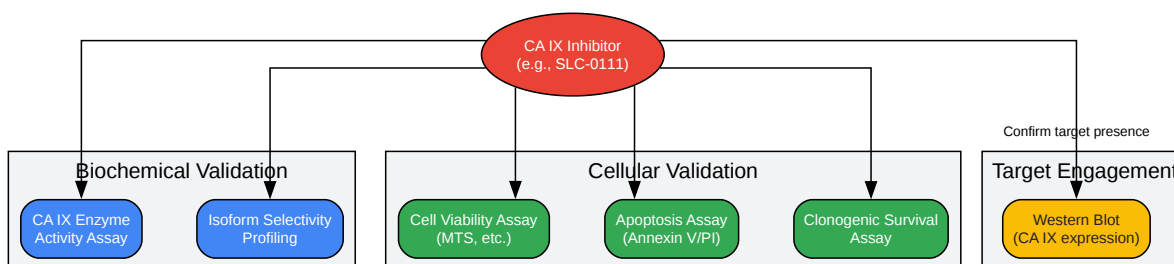 CA IX Inhibitor
(e.g., SLC-0111)
Confirm target presence
Biochemical Validation
Cellular Validation
Target Engagement
CA IX Enzyme
Activity Assay
Isoform Selectivity
Profiling
Cell Viability Assay
(MTS, etc.)
Apoptosis Assay
(Annexin V/PI)
Clonogenic Survival
Assay
Western Blot
(CA IX expression)